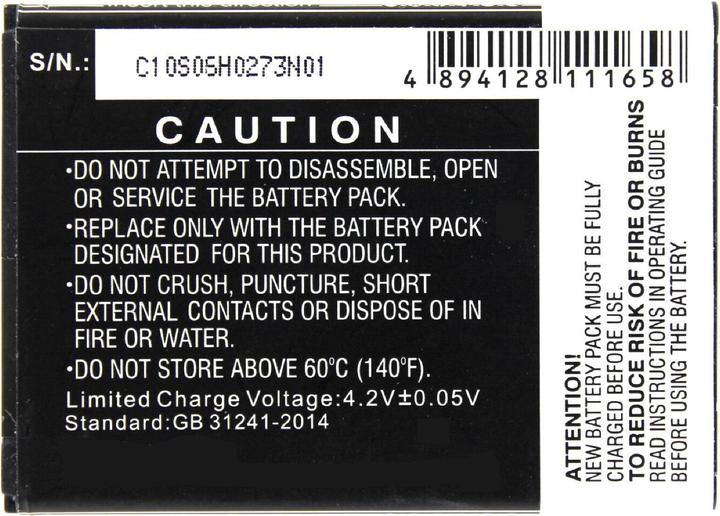 S/N.: C10S06H0273N01
4 894128 111658
CAUTION
•DO NOT ATTEMPT TO DISASSEMBLE, OPEN
OR SERVICE THE BATTERY PACK.
•REPLACE ONLY WITH THE BATTERY PACK
DESIGNATED FOR THIS PRODUCT.
•DO NOT CRUSH, PUNCTURE, SHORT
EXTERNAL CONTACTS OR DISPOSE OF IN
FIRE OR WATER.
•DO NOT STORE ABOVE 60°C (140°F).
Limited Charge Voltage:4.2V±0.05V
Standard:GB 31241-2014
ATTENTION!
NEW BATTERY PACK MUST BE FULLY
CHARGED BEFORE USE.
TO REDUCE RISK OF FIRE OR BURNS
READ INSTRUCTIONS IN OPERATING GUIDE
BEFORE USING THE BATTERY.